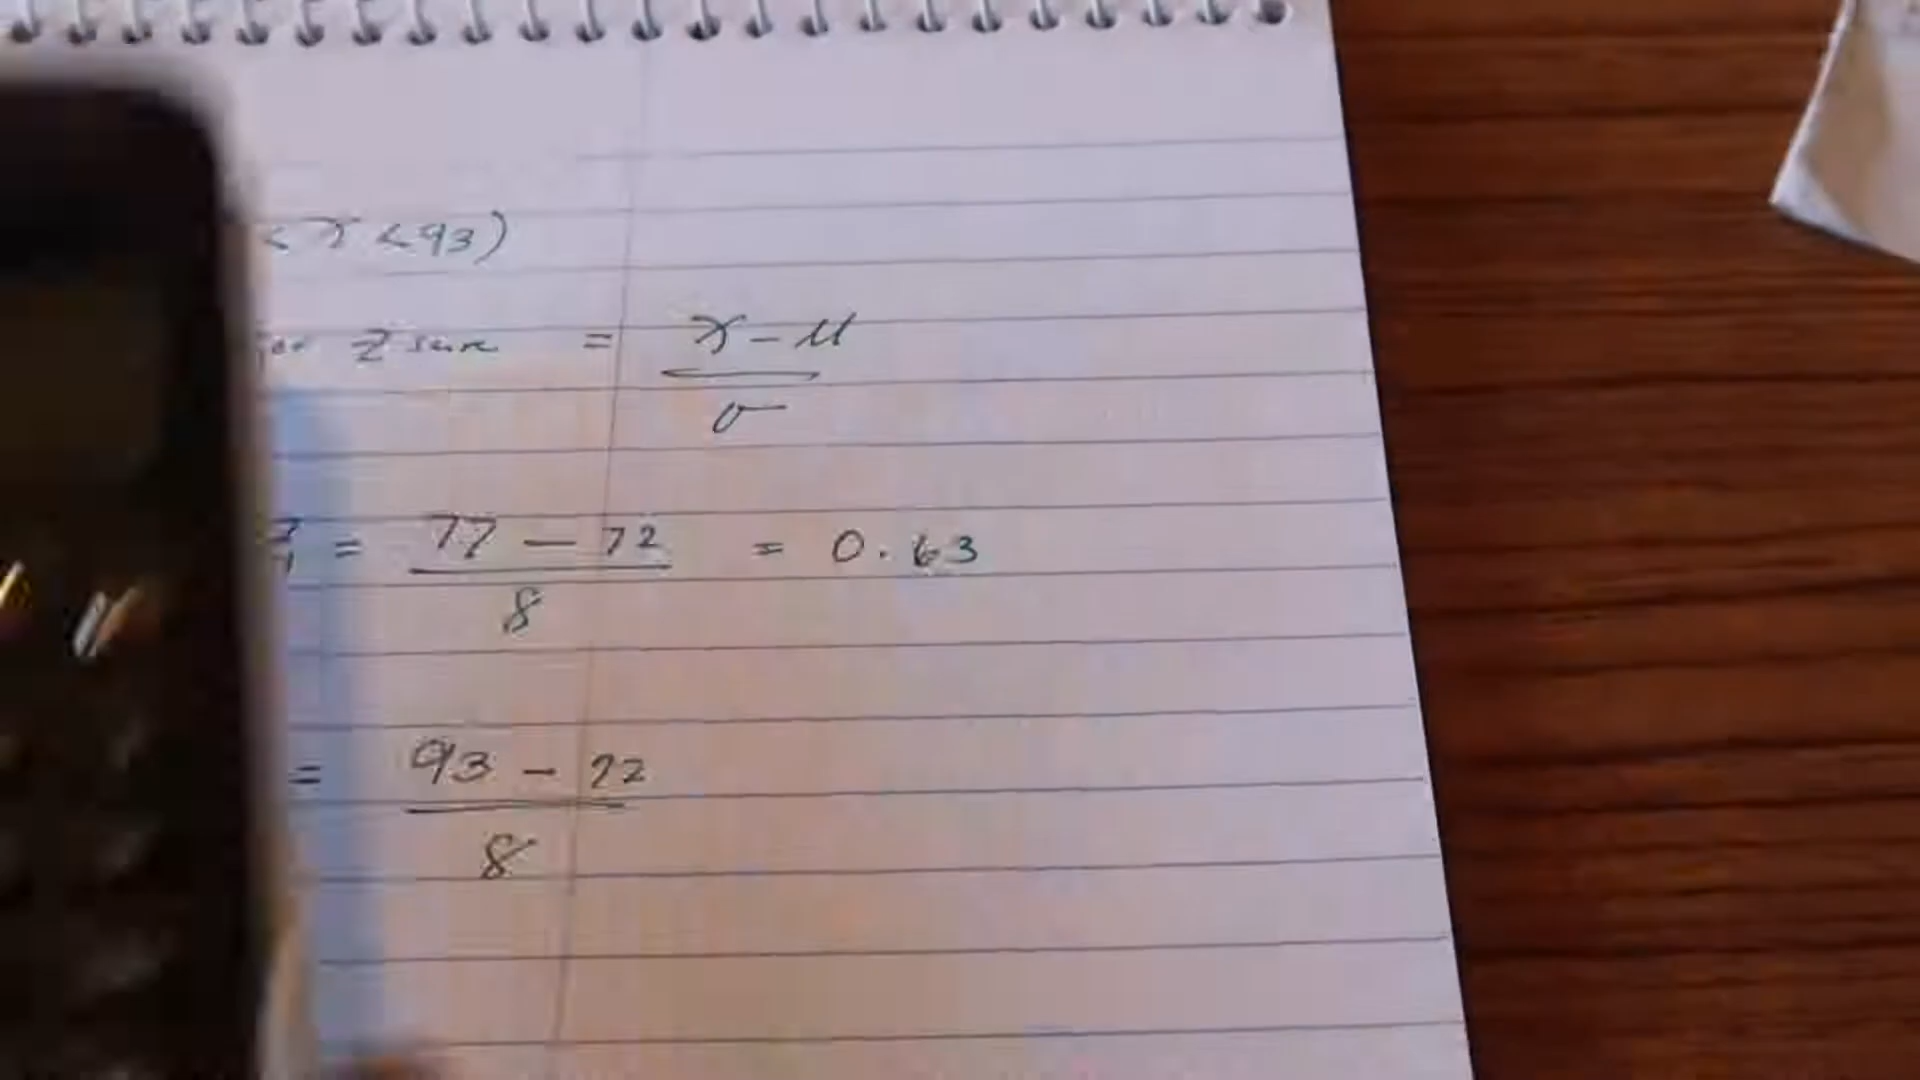 < X < 93)
Z score = X - μ
σ
= 77 - 72 = 0.63
8
= 93 - 72
8